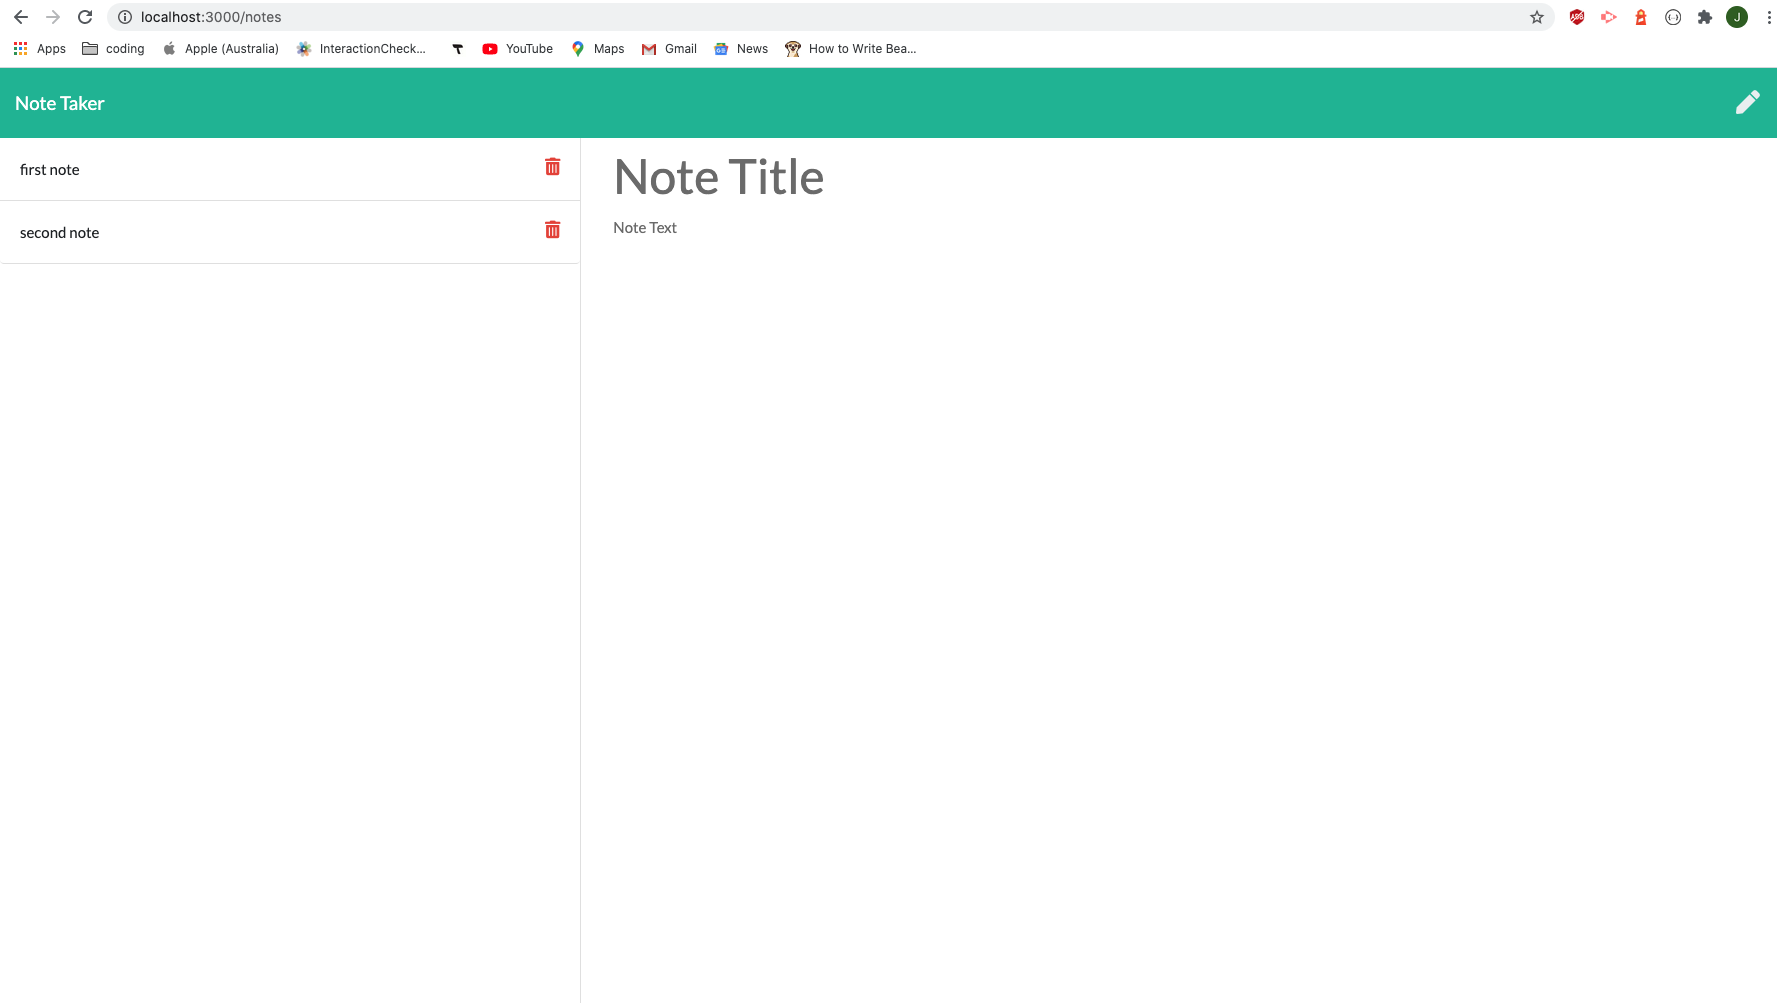 localhost:3000/notes
ABP
J
Apps coding Apple (Australia) InteractionCheck... YouTube Maps Gmail News How to Write Bea...
Note Taker
first note
second note
Note Title
Note Text